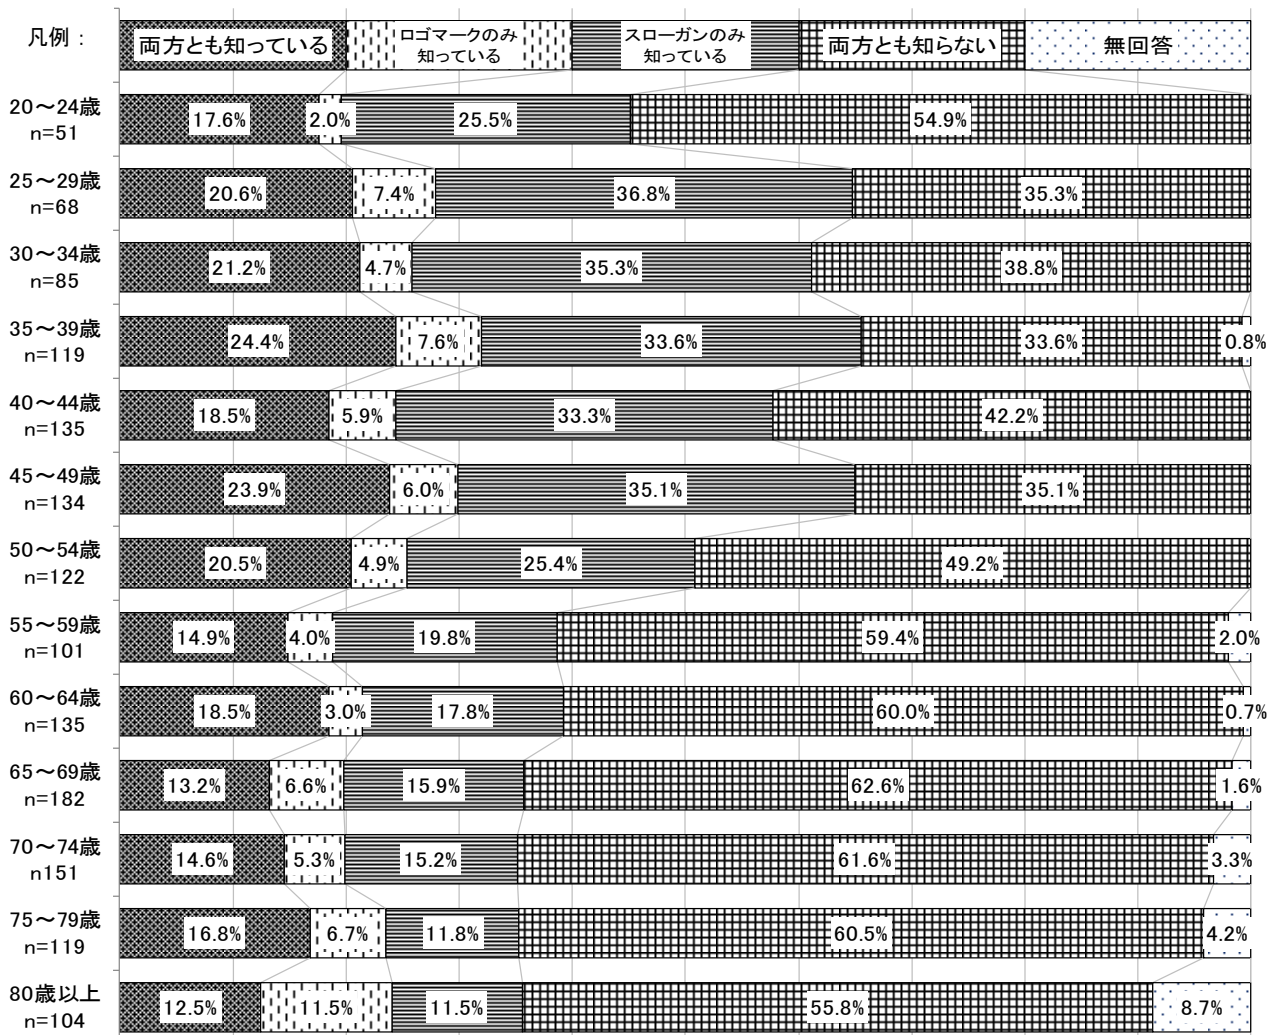 凡例：
両方とも知っている
ロゴマークのみ
知っている
スローガンのみ
知っている
両方とも知らない
無回答
20～24歳
n=51
17.6% 2.0% 25.5% 54.9%
25～29歳
n=68
20.6% 7.4% 36.8% 35.3%
30～34歳
n=85
21.2% 4.7% 35.3% 38.8%
35～39歳
n=119
24.4% 7.6% 33.6% 33.6% 0.8%
40～44歳
n=135
18.5% 5.9% 33.3% 42.2%
45～49歳
n=134
23.9% 6.0% 35.1% 35.1%
50～54歳
n=122
20.5% 4.9% 25.4% 49.2%
55～59歳
n=101
14.9% 4.0% 19.8% 59.4% 2.0%
60～64歳
n=135
18.5% 3.0% 17.8% 60.0% 0.7%
65～69歳
n=182
13.2% 6.6% 15.9% 62.6% 1.6%
70～74歳
n151
14.6% 5.3% 15.2% 61.6% 3.3%
75～79歳
n=119
16.8% 6.7% 11.8% 60.5% 4.2%
80歳以上
n=104
12.5% 11.5% 11.5% 55.8% 8.7%